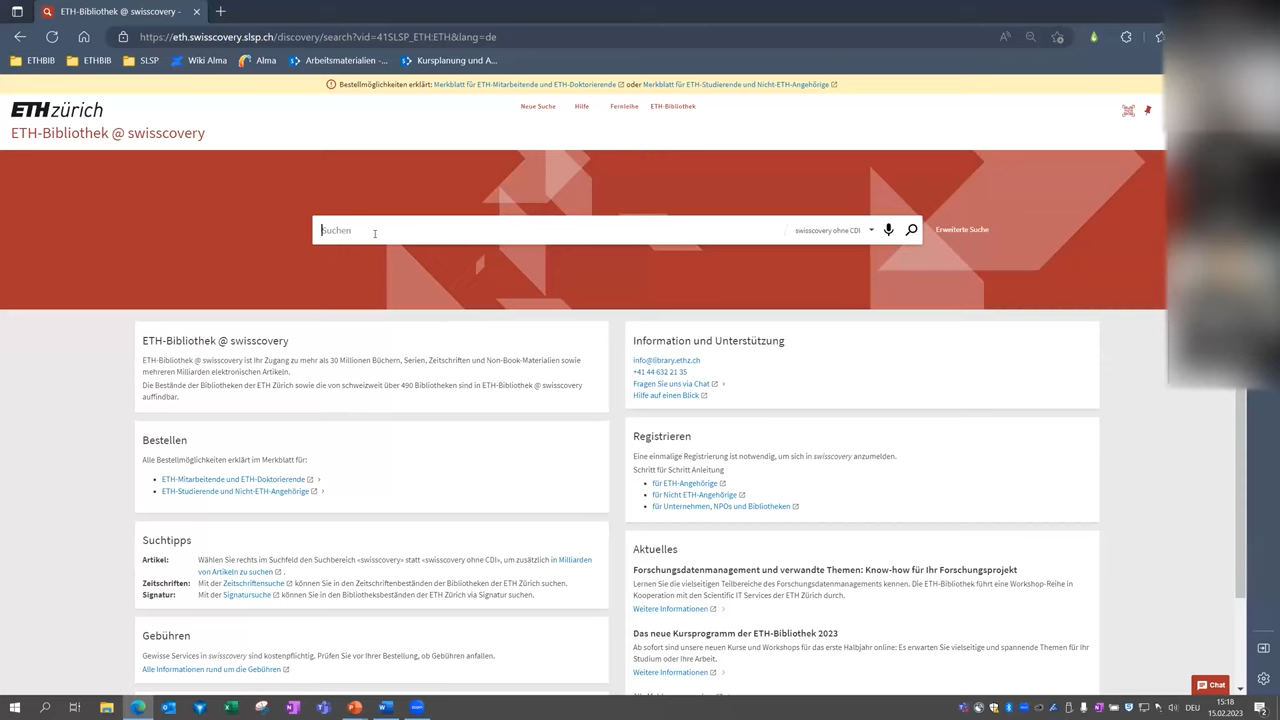 ETH-Bibliothek @ swisscovery
https://eth.swisscovery.slsp.ch/discovery/search?vid=41SLSP_ETH:ETH&lang=de
ETHBIB ETHBIB SLSP Wiki Alma Alma Arbeitsmaterialien -... Kursplanung und A...
Bestellmöglichkeiten erklärt: Merkblatt für ETH-Mitarbeitende und ETH-Doktorierende oder Merkblatt für ETH-Studierende und Nicht-ETH-Angehörige
ETH zürich
Neue Suche Hilfe Fernleihe ETH-Bibliothek
ETH-Bibliothek @ swisscovery
Suchen swisscovery ohne CDI Erweiterte Suche
ETH-Bibliothek @ swisscovery
ETH-Bibliothek @ swisscovery ist Ihr Zugang zu mehr als 30 Millionen Büchern, Serien, Zeitschriften und Non-Book-Materialien sowie
mehreren Milliarden elektronischen Artikeln.
Die Bestände der Bibliotheken der ETH Zürich sowie die von schweizweit über 490 Bibliotheken sind in ETH-Bibliothek @ swisscovery
auffindbar.
Bestellen
Alle Bestellmöglichkeiten erklärt im Merkblatt für:
ETH-Mitarbeitende und ETH-Doktorierende
ETH-Studierende und Nicht-ETH-Angehörige
Suchtipps
Artikel: Wählen Sie rechts im Suchfeld den Suchbereich «swisscovery» statt «swisscovery ohne CDI», um zusätzlich in Milliarden
von Artikeln zu suchen .
Zeitschriften: Mit der Zeitschriftensuche können Sie in den Zeitschriftenbeständen der Bibliotheken der ETH Zürich suchen.
Signatur: Mit der Signatursuche können Sie in den Bibliotheksbeständen der ETH Zürich via Signatur suchen.
Gebühren
Gewisse Services in swisscovery sind kostenpflichtig. Prüfen Sie vor Ihrer Bestellung, ob Gebühren anfallen.
Alle Informationen rund um die Gebühren
Information und Unterstützung
info@library.ethz.ch
+41 44 632 21 35
Fragen Sie uns via Chat
Hilfe auf einen Blick
Registrieren
Eine einmalige Registrierung ist notwendig, um sich in swisscovery anzumelden.
Schritt für Schritt Anleitung
für ETH-Angehörige
für Nicht ETH-Angehörige
für Unternehmen, NPOs und Bibliotheken
Aktuelles
Forschungsdatenmanagement und verwandte Themen: Know-how für Ihr Forschungsprojekt
Lernen Sie die vielseitigen Teilbereiche des Forschungsdatenmanagements kennen. Die ETH-Bibliothek führt eine Workshop-Reihe in
Kooperation mit den Scientific IT Services der ETH Zürich durch.
Weitere Informationen
Das neue Kursprogramm der ETH-Bibliothek 2023
Ab sofort sind unsere neuen Kurse und Workshops für das erste Halbjahr online: Es erwarten Sie vielseitige und spannende Themen für Ihr
Studium oder Ihre Arbeit.
Weitere Informationen
Chat
DEU
15:18
15.02.2023